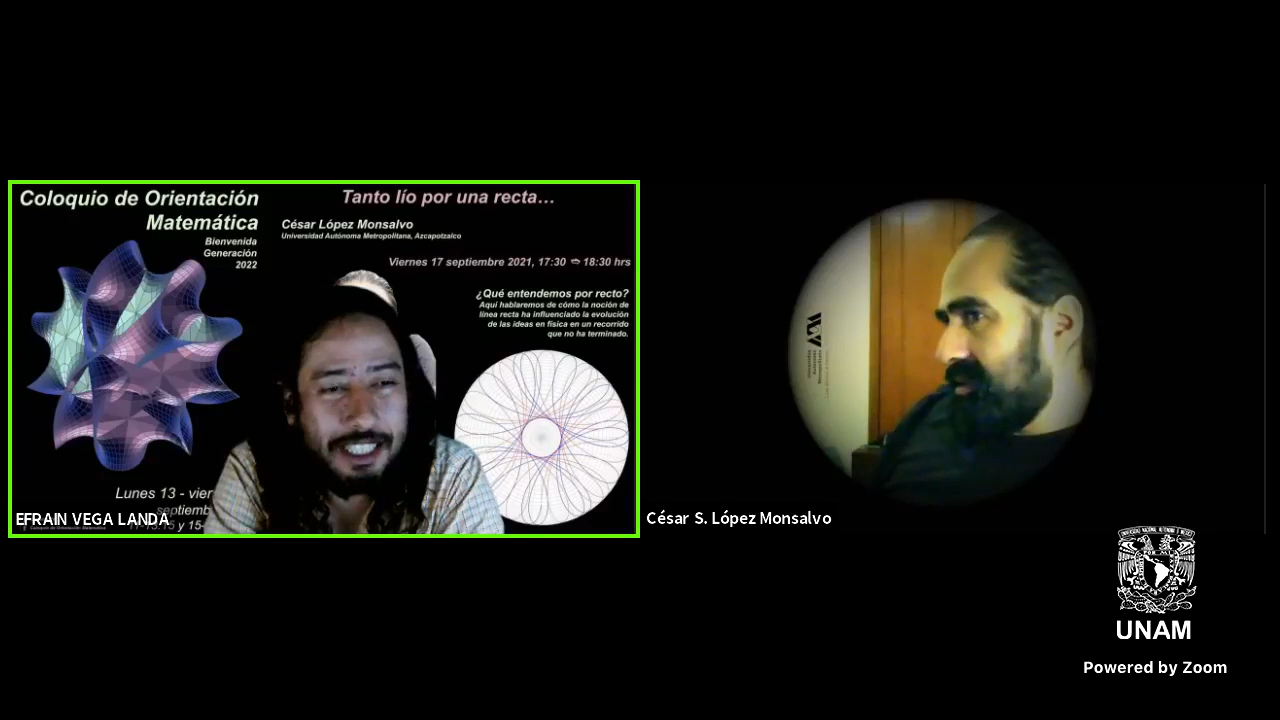 Coloquio de Orientación
Matemática
Bienvenida
Generación
2022
Lunes 13 - vier
septiemb
y 15-
EFRAIN VEGA LANDA
Tanto lío por una recta...
César López Monsalvo
Universidad Autónoma Metropolitana, Azcapotzalco
Viernes 17 septiembre 2021, 17:30 18:30 hrs
¿Qué entendemos por recto?
Aquí hablaremos de cómo la noción de
línea recta ha influenciado la evolución
de las ideas en física en un recorrido
que no ha terminado.
César S. López Monsalvo
UNAM
Powered by Zoom